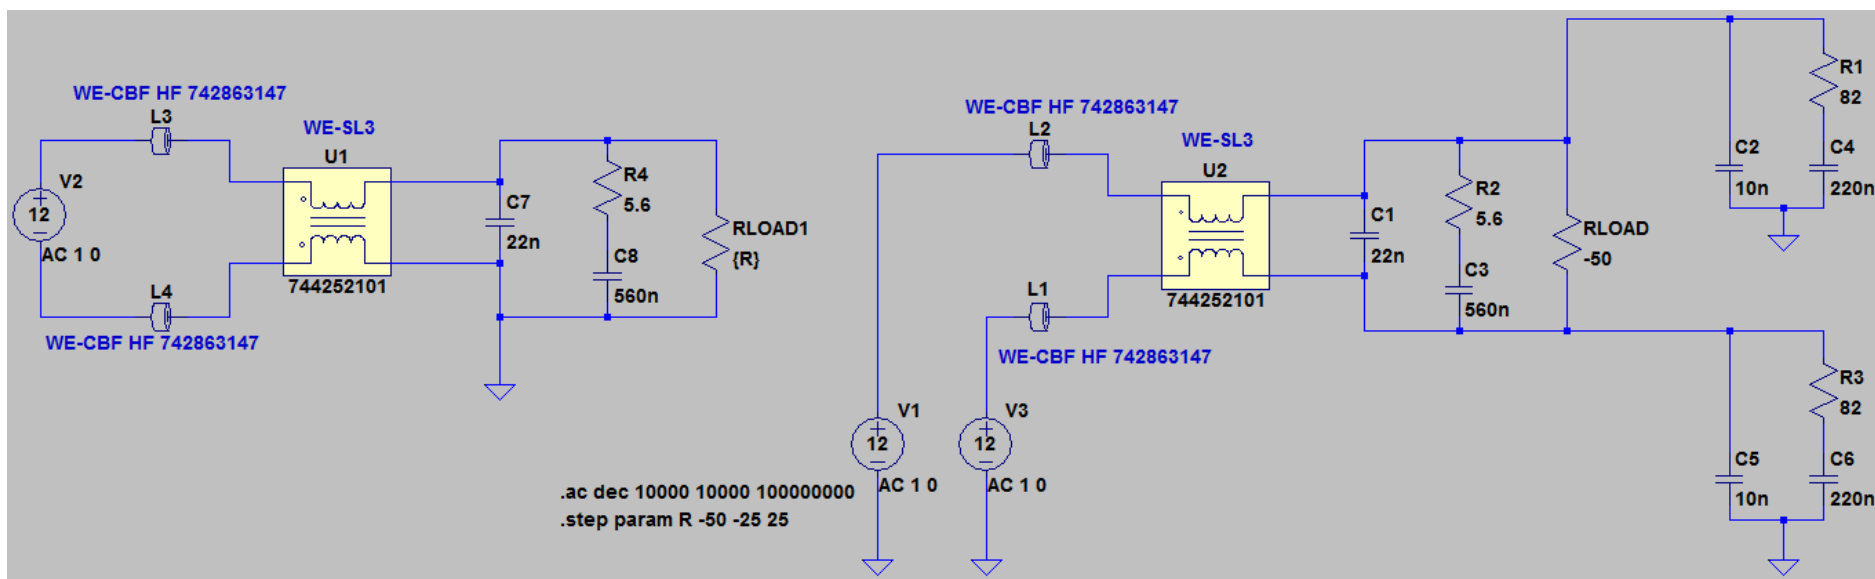 WE-CBF HF 742863147
L3
WE-SL3
U1
V2
12
AC 1 0
L4
WE-CBF HF 742863147
744252101
C7
22n
R4
5.6
C8
560n
RLOAD1
{R}
WE-CBF HF 742863147
L2
WE-SL3
U2
L1
WE-CBF HF 742863147
744252101
C1
22n
R2
5.6
C3
560n
RLOAD
-50
R1
82
C2
10n
C4
220n
R3
82
C5
10n
C6
220n
V1
12
AC 1 0
V3
12
AC 1 0
.ac dec 10000 10000 100000000
.step param R -50 -25 25